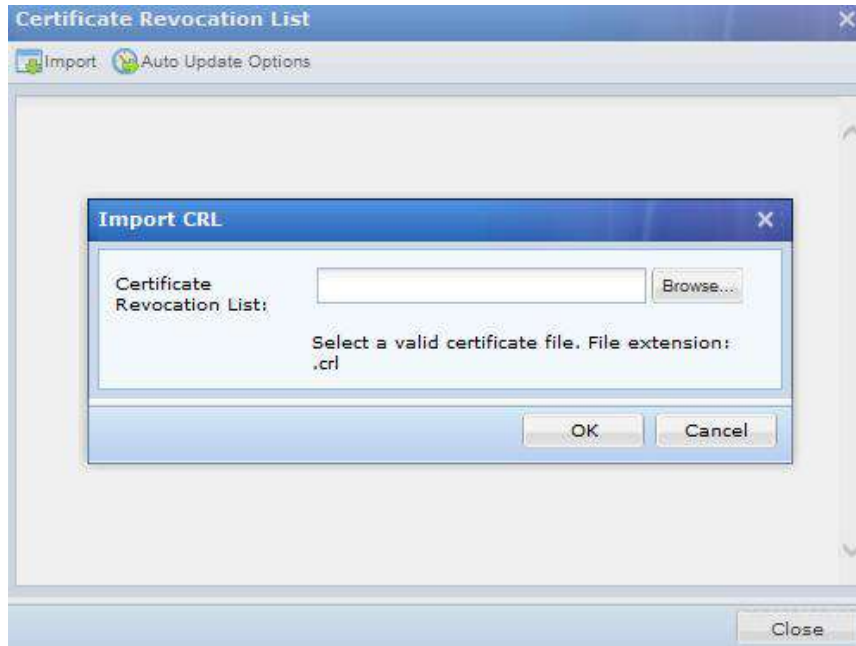 Certificate Revocation List
Import Auto Update Options
Import CRL
Certificate
Revocation List:
Browse...
Select a valid certificate file. File extension:
.crl
OK Cancel
Close